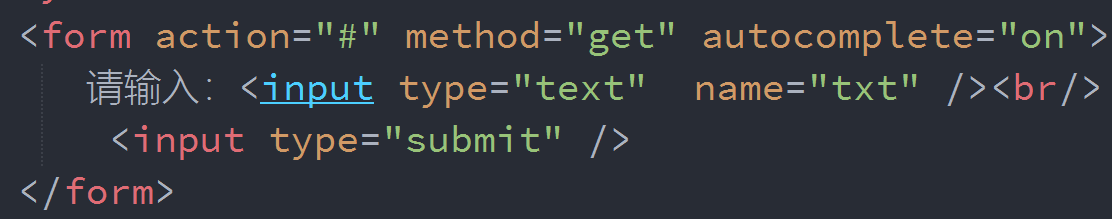 <form action="#" method="get" autocomplete="on">
请输入：<input type="text"  name="txt" /><br/>
<input type="submit" />
</form>